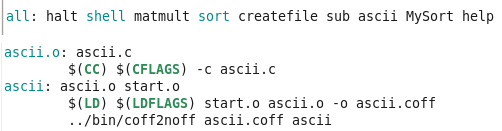 all: halt shell matmult sort createfile sub ascii MySort help

ascii.o: ascii.c
        $(CC) $(CFLAGS) -c ascii.c
ascii: ascii.o start.o
        $(LD) $(LDFLAGS) start.o ascii.o -o ascii.coff
        ../bin/coff2noff ascii.coff ascii